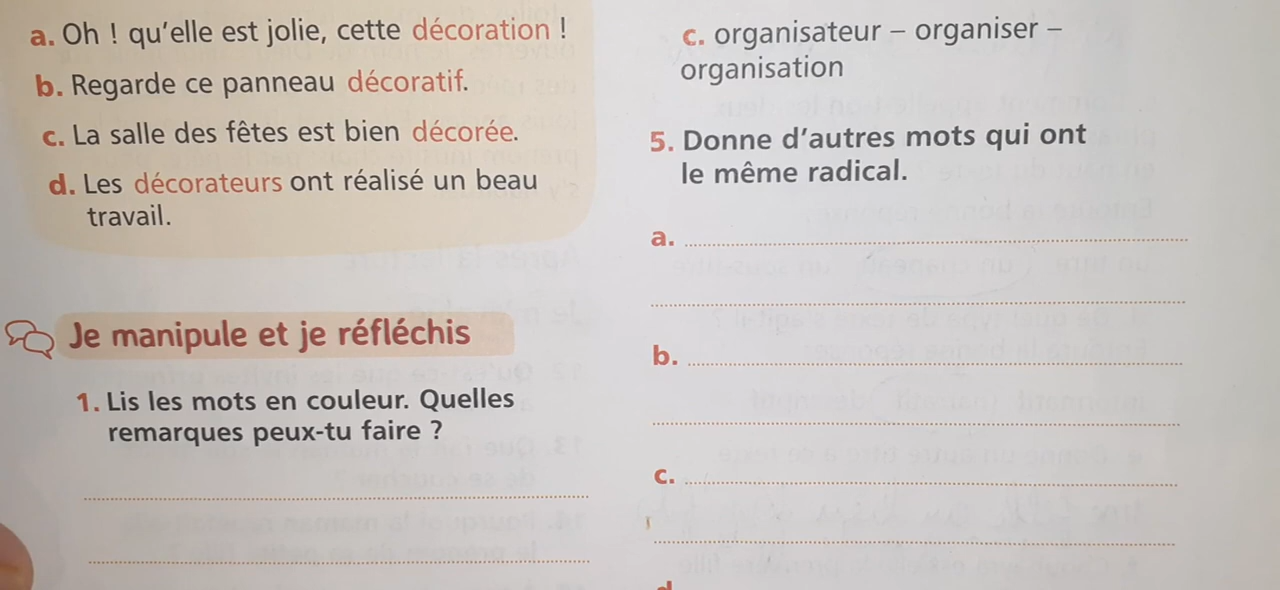 a. Oh ! qu'elle est jolie, cette décoration !
b. Regarde ce panneau décoratif.
c. La salle des fêtes est bien décorée.
d. Les décorateurs ont réalisé un beau
travail.
Je manipule et je réfléchis
1. Lis les mots en couleur. Quelles
remarques peux-tu faire ?
c. organisateur – organiser –
organisation
5. Donne d'autres mots qui ont
le même radical.
a.
b.
c.